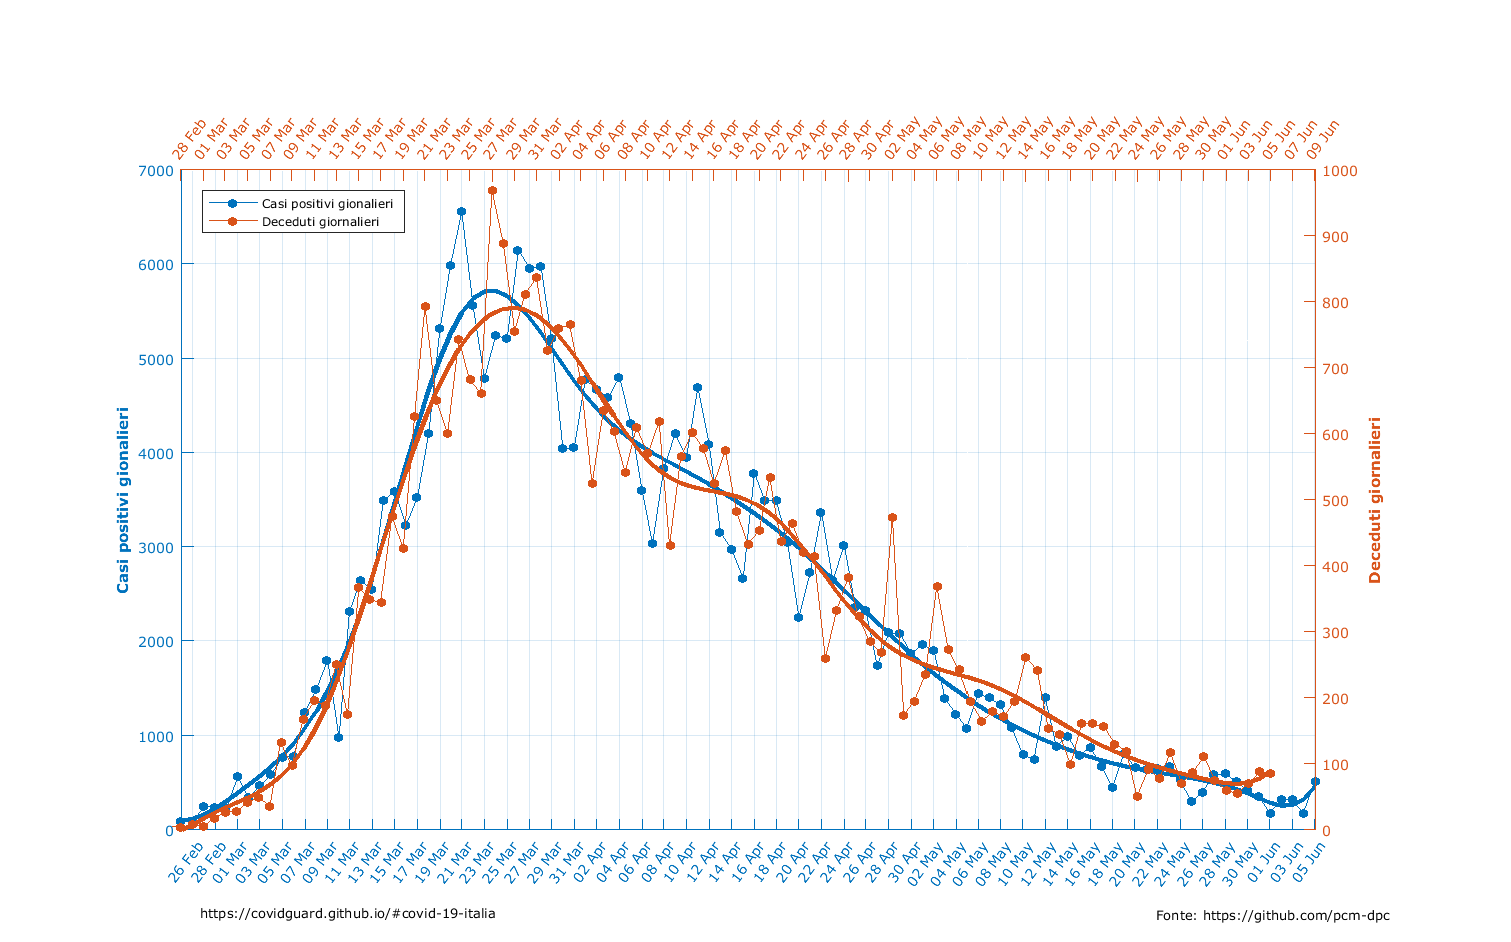 28 Feb 01 Mar 03 Mar 05 Mar 07 Mar 09 Mar 11 Mar 13 Mar 15 Mar 17 Mar 19 Mar 21 Mar 23 Mar 25 Mar 27 Mar 29 Mar 31 Mar 02 Apr 04 Apr 06 Apr 08 Apr 10 Apr 12 Apr 14 Apr 16 Apr 18 Apr 20 Apr 22 Apr 24 Apr 26 Apr 28 Apr 30 Apr 02 May 04 May 06 May 08 May 10 May 12 May 14 May 16 May 18 May 20 May 22 May 24 May 26 May 28 May 30 May 01 Jun 03 Jun 05 Jun 07 Jun 09 Jun
7000 1000
Casi positivi gionalieri
Deceduti giornalieri
900
6000
800
5000
700
4000
600
500
3000
400
2000
300
200
1000
100
0 0
Casi positivi gionalieri
Deceduti giornalieri
26 Feb 28 Feb 01 Mar 03 Mar 05 Mar 07 Mar 09 Mar 11 Mar 13 Mar 15 Mar 17 Mar 19 Mar 21 Mar 23 Mar 25 Mar 27 Mar 29 Mar 31 Mar 02 Apr 04 Apr 06 Apr 08 Apr 10 Apr 12 Apr 14 Apr 16 Apr 18 Apr 20 Apr 22 Apr 24 Apr 26 Apr 28 Apr 30 Apr 02 May 04 May 06 May 08 May 10 May 12 May 14 May 16 May 18 May 20 May 22 May 24 May 26 May 28 May 30 May 01 Jun 03 Jun 05 Jun
https://covidguard.github.io/#covid-19-italia
Fonte: https://github.com/pcm-dpc